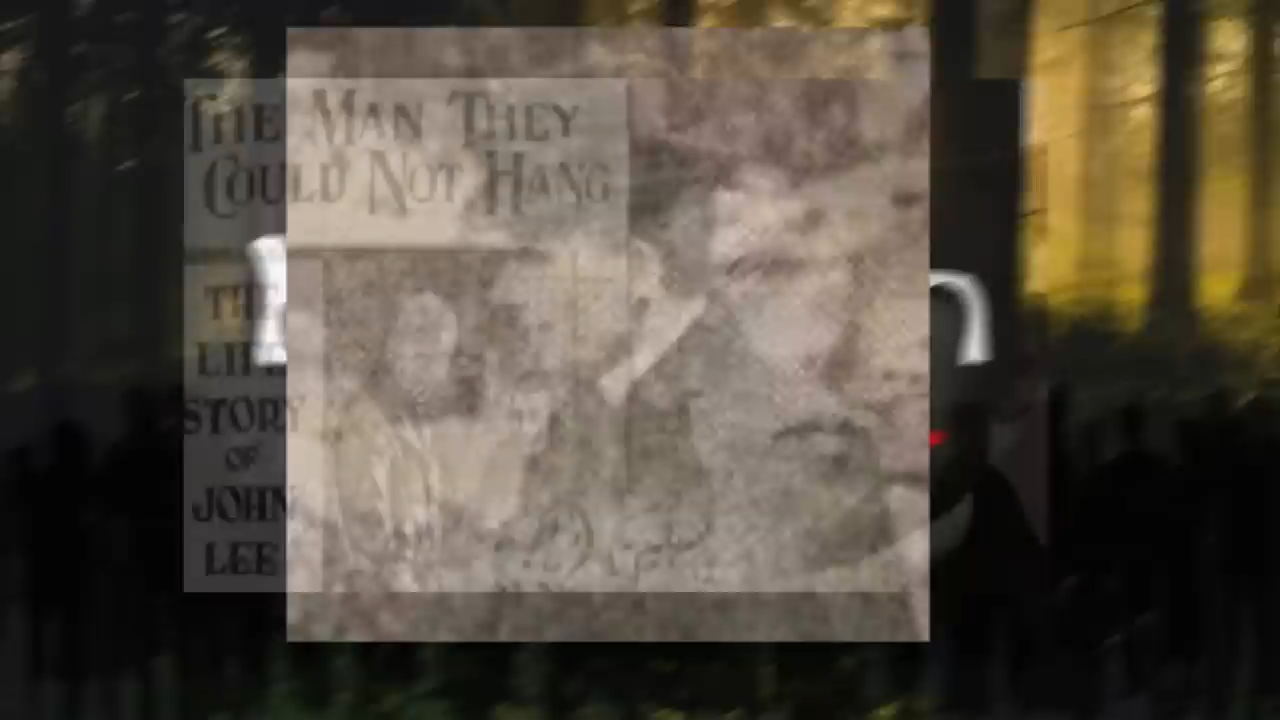 THE MAN THEY
COULD NOT HANG
THE
LIFE
STORY
OF
JOHN
LEE